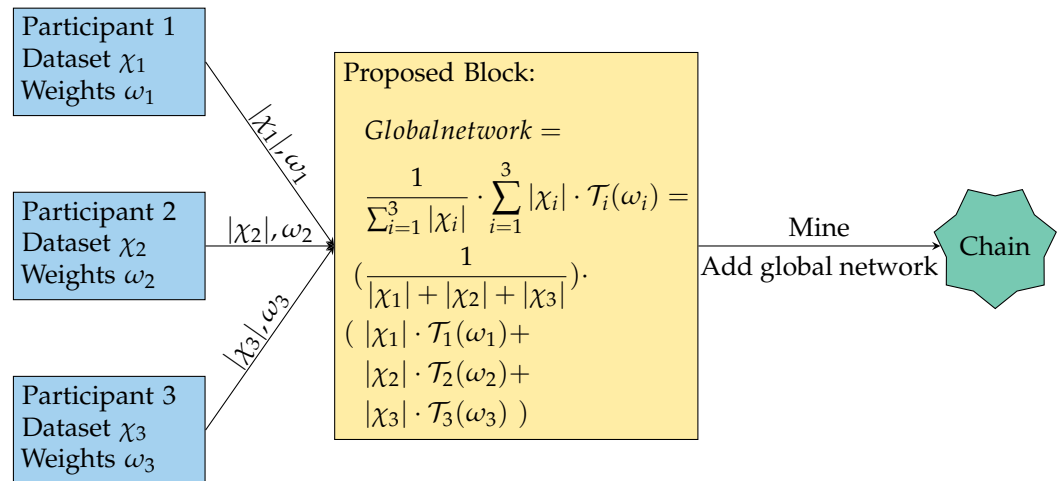 Participant 1
Dataset χ₁
Weights ω₁
|χ₁|, ω₁
Participant 2
Dataset χ₂
Weights ω₂
|χ₂|, ω₂
Participant 3
Dataset χ₃
Weights ω₃
|χ₃|, ω₃
Proposed Block:
Globalnetwork =
1/(∑³ᵢ₌₁ |χᵢ|) · ∑³ᵢ₌₁ |χᵢ| · 𝒯ᵢ(ωᵢ) =
(1/(|χ₁| + |χ₂| + |χ₃|))·
( |χ₁| · 𝒯₁(ω₁)+
|χ₂| · 𝒯₂(ω₂)+
|χ₃| · 𝒯₃(ω₃) )
Mine
Add global network
Chain